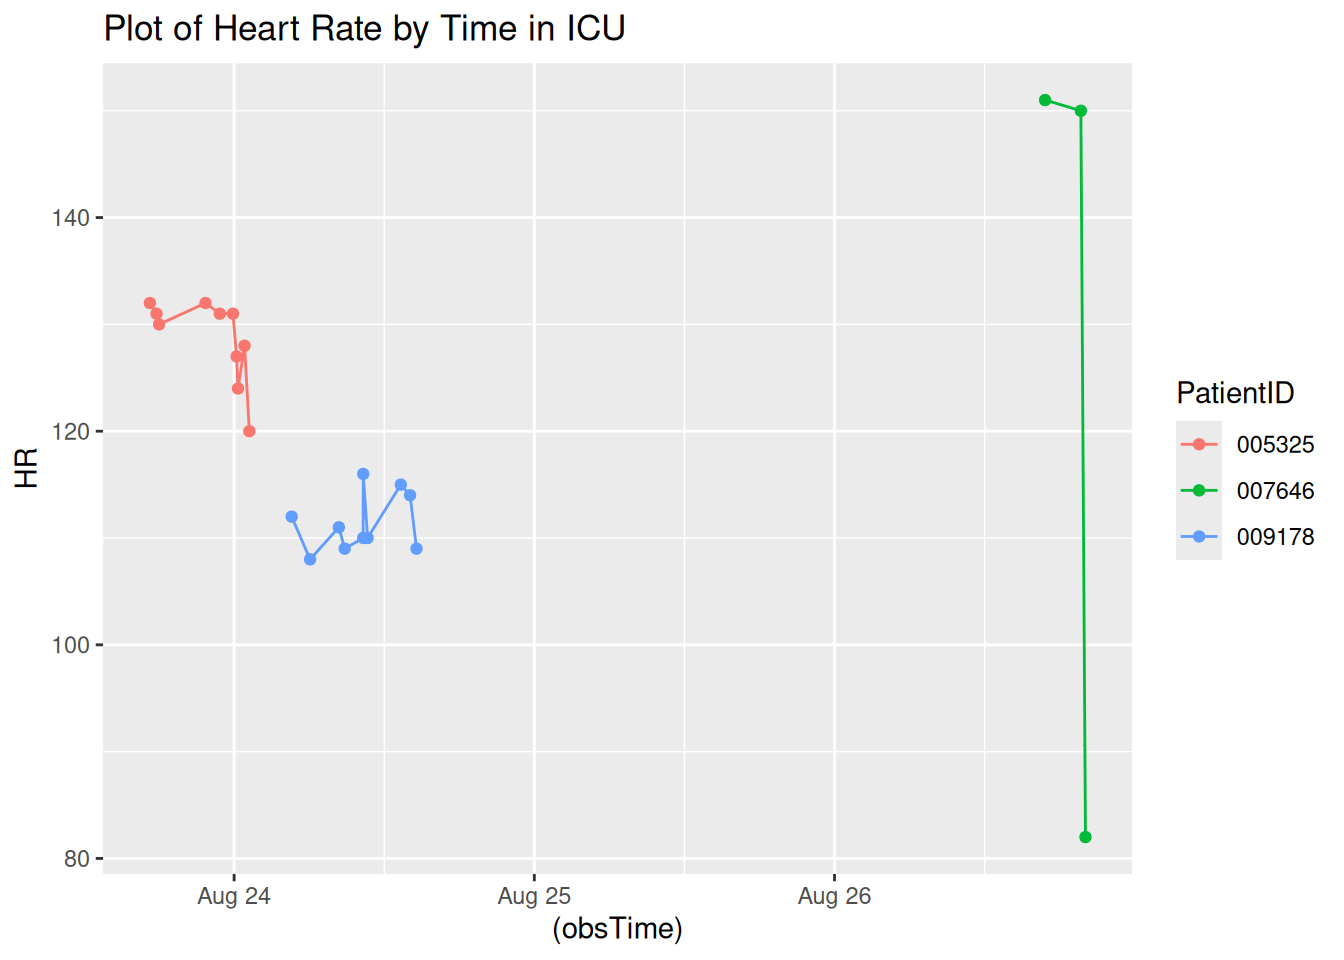 Plot of Heart Rate by Time in ICU
HR
140
120
100
80
Aug 24 Aug 25 Aug 26
(obsTime)
PatientID
005325
007646
009178